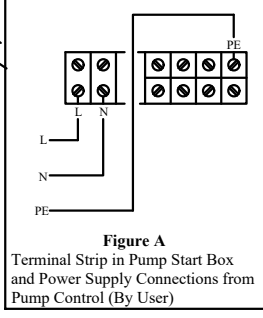 PE
L N
L
N
PE
Figure A
Terminal Strip in Pump Start Box
and Power Supply Connections from
Pump Control (By User)